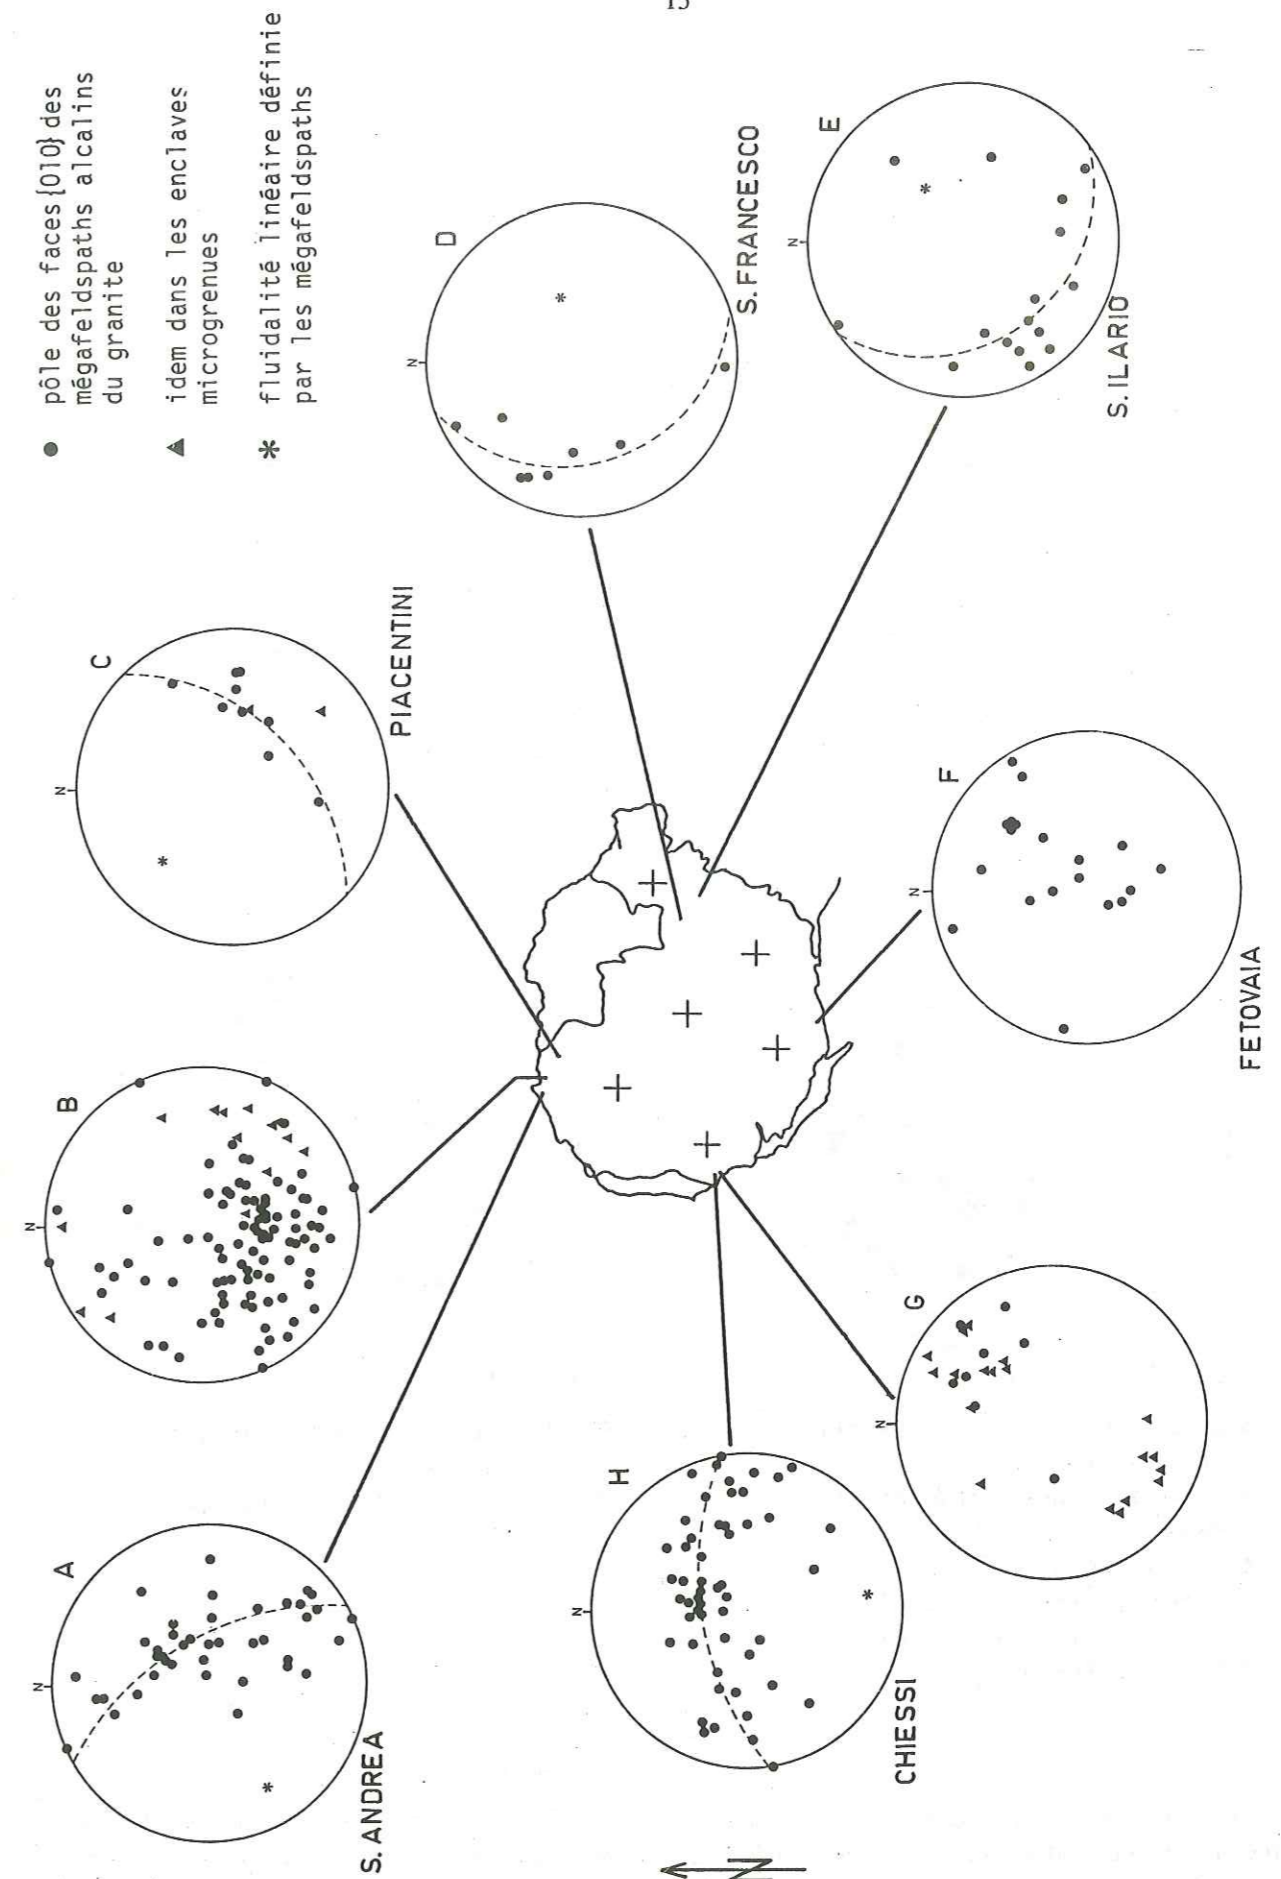 15
● pôle des faces{010} des
mégafeldspaths alcalins
du granite
▲ idem dans les enclaves
microgrenues
* fluidalité linéaire définie
par les mégafeldspaths
N
A
S. ANDREA
N
B
N
C
PIACENTINI
N
D
S. FRANCESCO
N
E
S. ILARIO
N
F
FETOVAIA
N
G
N
H
CHIESSI
N